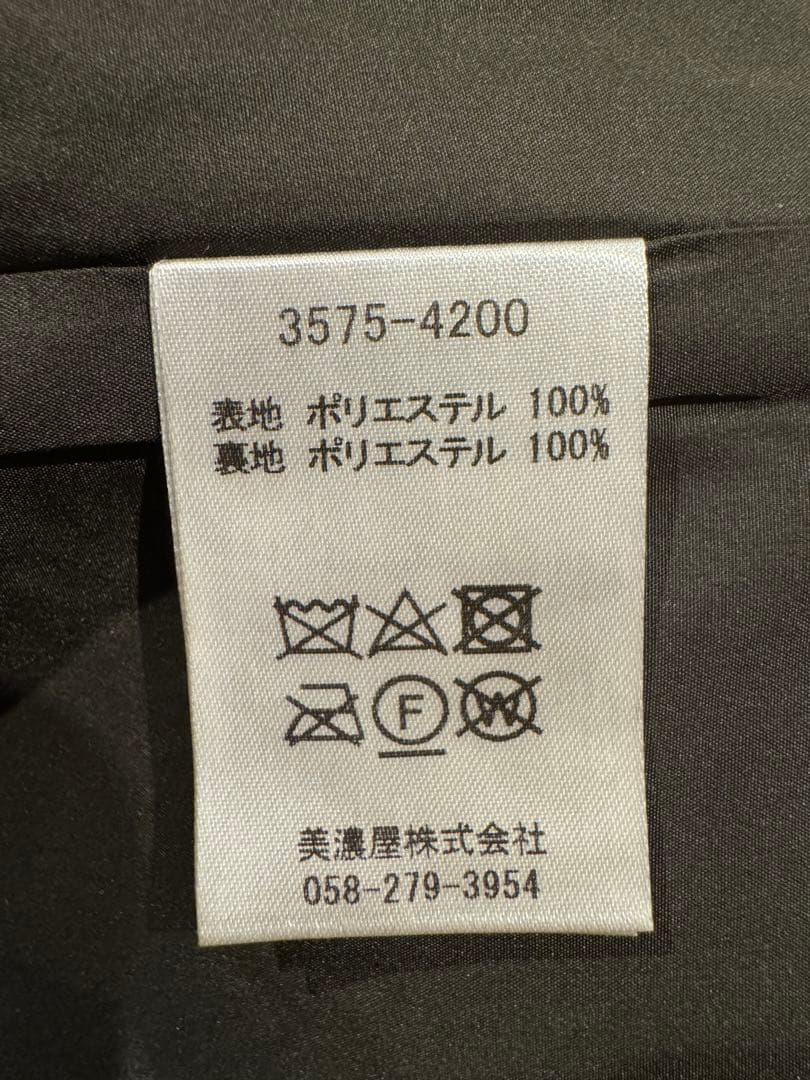 3575-4200
表地 ポリエステル 100%
裏地 ポリエステル 100%
F
W
美濃屋株式会社
058-279-3954